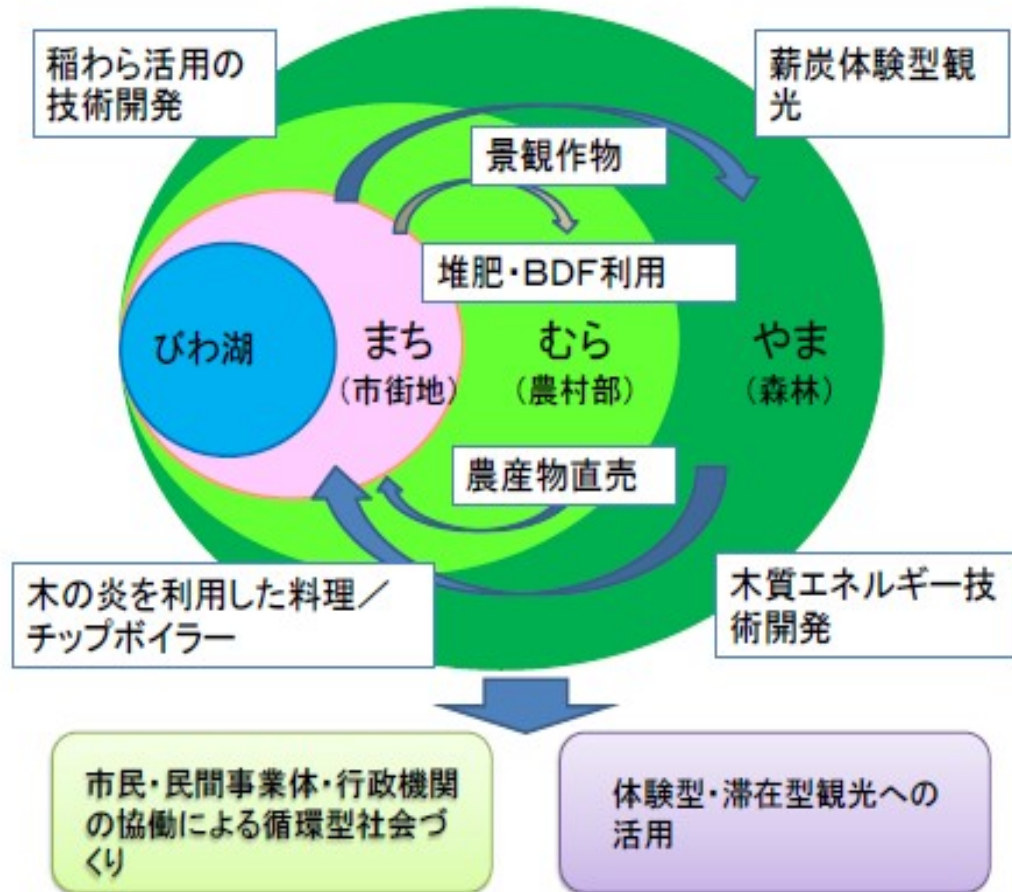 稲わら活用の
技術開発
薪炭体験型観
光
景観作物
堆肥・BDF利用
びわ湖
まち
（市街地）
むら
（農村部）
やま
（森林）
農産物直売
木の炎を利用した料理／
チップボイラー
木質エネルギー技
術開発
市民・民間事業体・行政機関
の協働による循環型社会づ
くり
体験型・滞在型観光への
活用